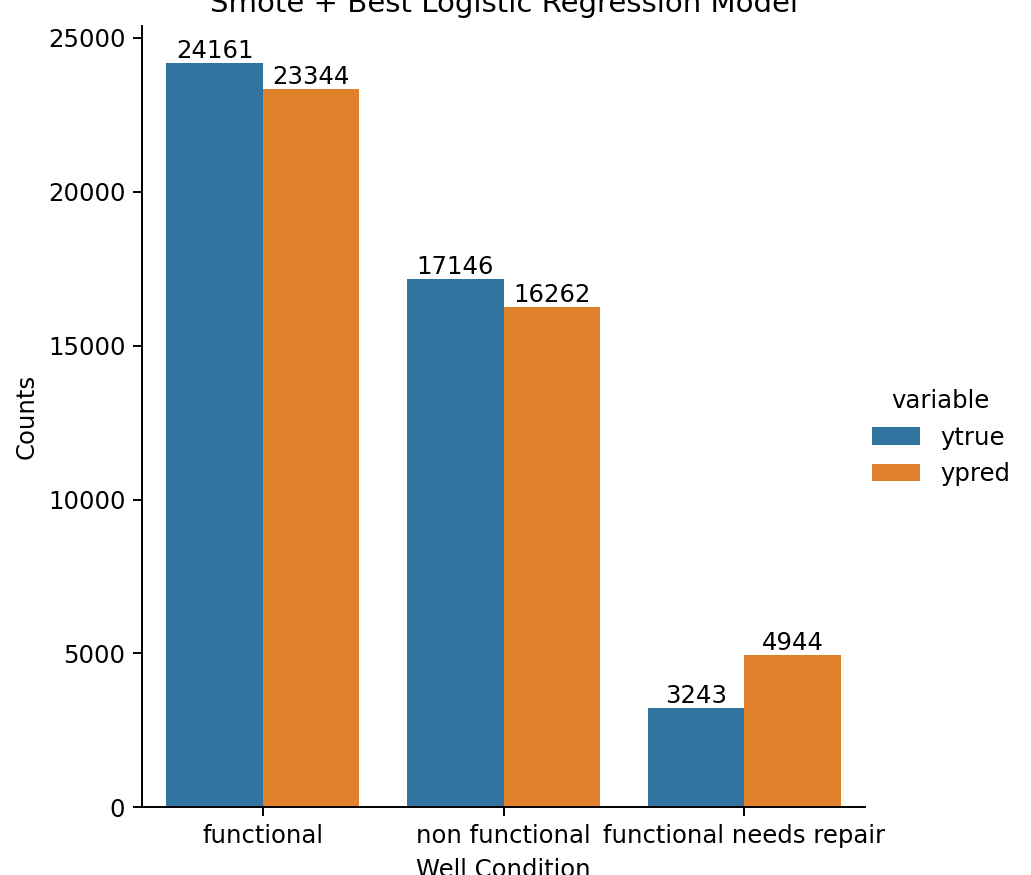 Smote + Best Logistic Regression Model
25000
20000
15000
10000
5000
0
Counts
24161
23344
17146
16262
3243
4944
functional
non functional
functional needs repair
Well Condition
variable
ytrue
ypred